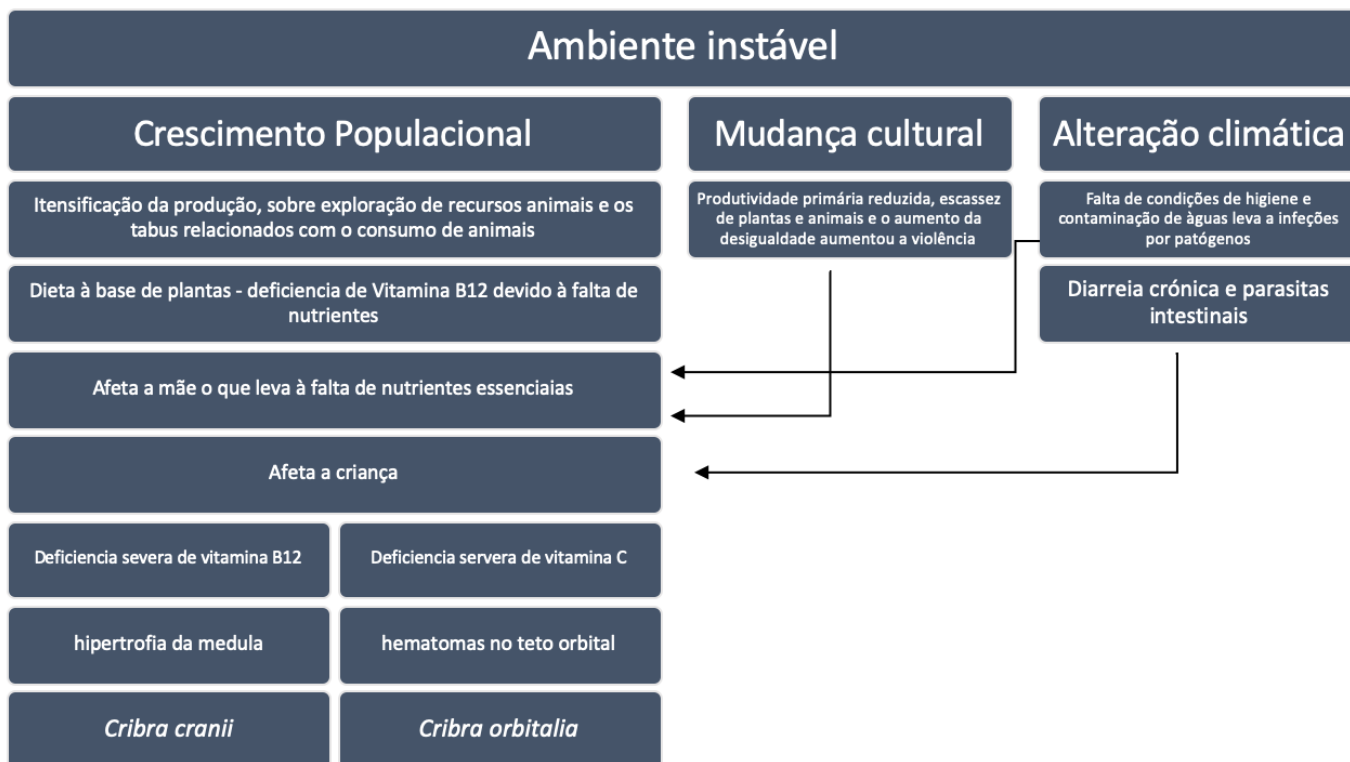 Ambiente instável
Crescimento Populacional
Itensificação da produção, sobre exploração de recursos animais e os
tabus relacionados com o consumo de animais
Dieta à base de plantas - deficiencia de Vitamina B12 devido à falta de
nutrientes
Afeta a mãe o que leva à falta de nutrientes essenciaias
Afeta a criança
Deficiencia severa de vitamina B12
Deficiencia servera de vitamina C
hipertrofia da medula
hematomas no teto orbital
Cribra cranii
Cribra orbitalia
Mudança cultural
Produtividade primária reduzida, escassez
de plantas e animais e o aumento da
desigualdade aumentou a violência
Alteração climática
Falta de condições de higiene e
contaminação de àguas leva a infeções
por patógenos
Diarreia crónica e parasitas
intestinais